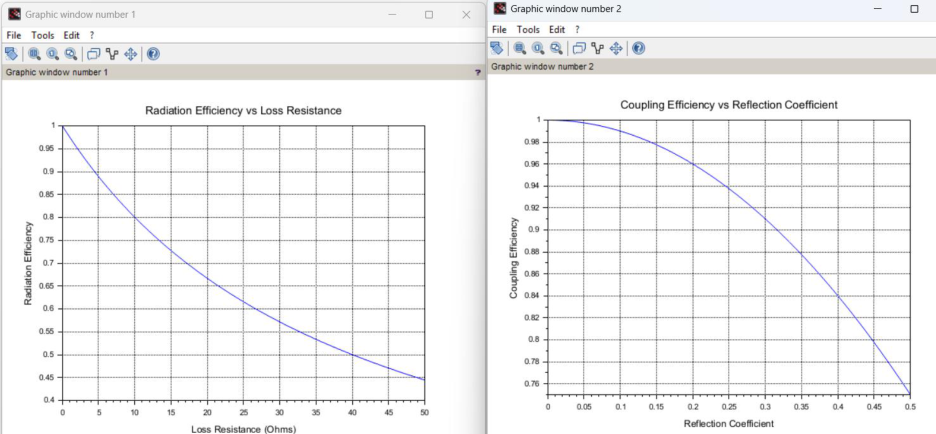 Graphic window number 1
File Tools Edit ?
Graphic window number 1 ?
Radiation Efficiency vs Loss Resistance
Radiation Efficiency
1
0.95
0.9
0.85
0.8
0.75
0.7
0.65
0.6
0.55
0.5
0.45
0.4
0 5 10 15 20 25 30 35 40 45 50
Loss Resistance (Ohms)
Graphic window number 2
File Tools Edit ?
Graphic window number 2
Coupling Efficiency vs Reflection Coefficient
Coupling Efficiency
1
0.98
0.96
0.94
0.92
0.9
0.88
0.86
0.84
0.82
0.8
0.78
0.76
0 0.05 0.1 0.15 0.2 0.25 0.3 0.35 0.4 0.45 0.5
Reflection Coefficient